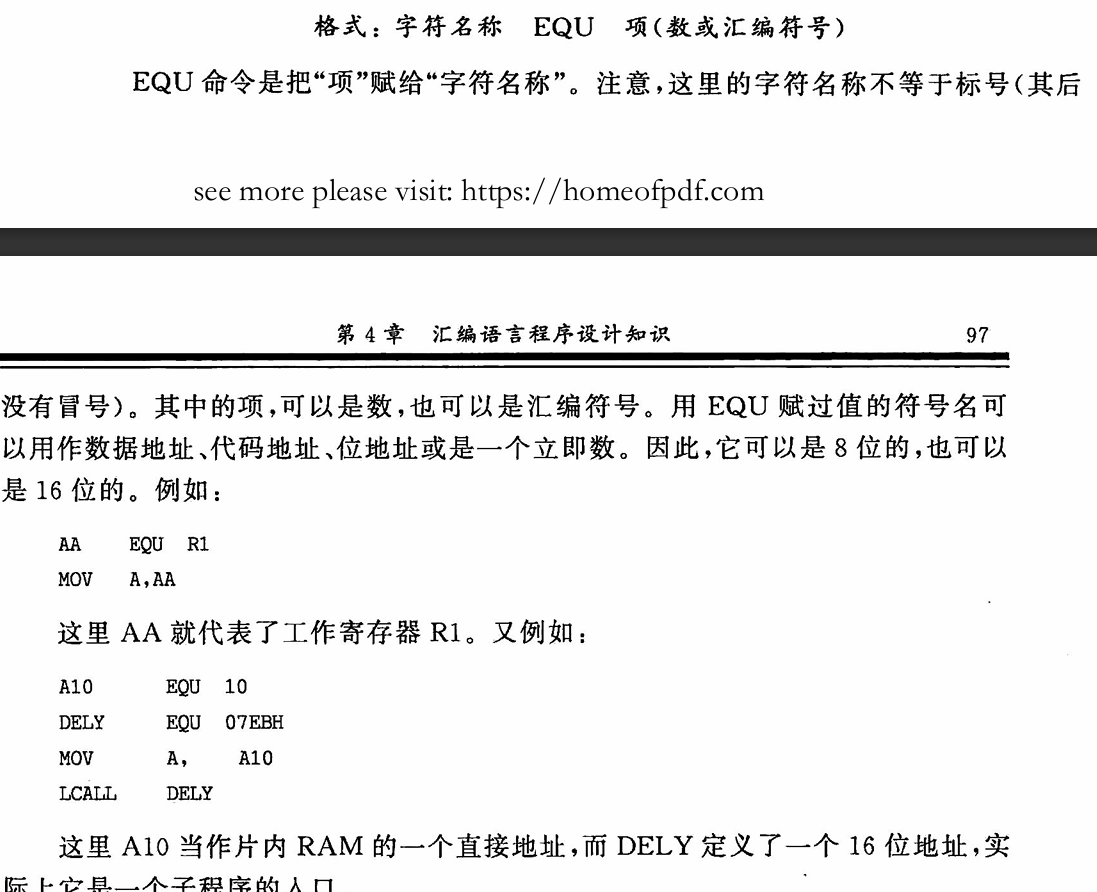 格式：字符名称 EQU 项(数或汇编符号)
EQU 命令是把“项”赋给“字符名称”。注意,这里的字符名称不等于标号(其后
see more please visit: https://homeofpdf.com
第 4 章 汇编语言程序设计知识 97
没有冒号)。其中的项,可以是数,也可以是汇编符号。用 EQU 赋过值的符号名可
以用作数据地址、代码地址、位地址或是一个立即数。因此,它可以是 8 位的,也可以
是 16 位的。例如：
AA EQU R1
MOV A,AA
这里 AA 就代表了工作寄存器 R1。又例如：
A10 EQU 10
DELY EQU 07EBH
MOV A, A10
LCALL DELY
这里 A10 当作片内 RAM 的一个直接地址,而 DELY 定义了一个 16 位地址,实
际上它是一个子程序的入口。